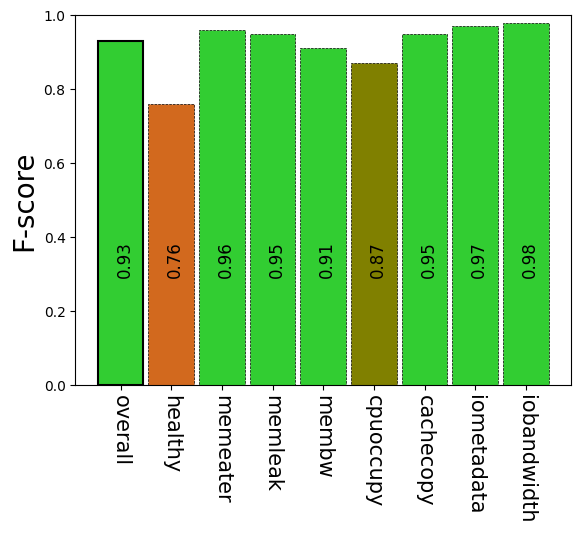 F-score
1.0
0.8
0.6
0.4
0.2
0.0
0.93
0.76
0.96
0.95
0.91
0.87
0.95
0.97
0.98
overall
healthy
memeater
memleak
membw
cpuoccupy
cachecopy
iometadata
iobandwidth